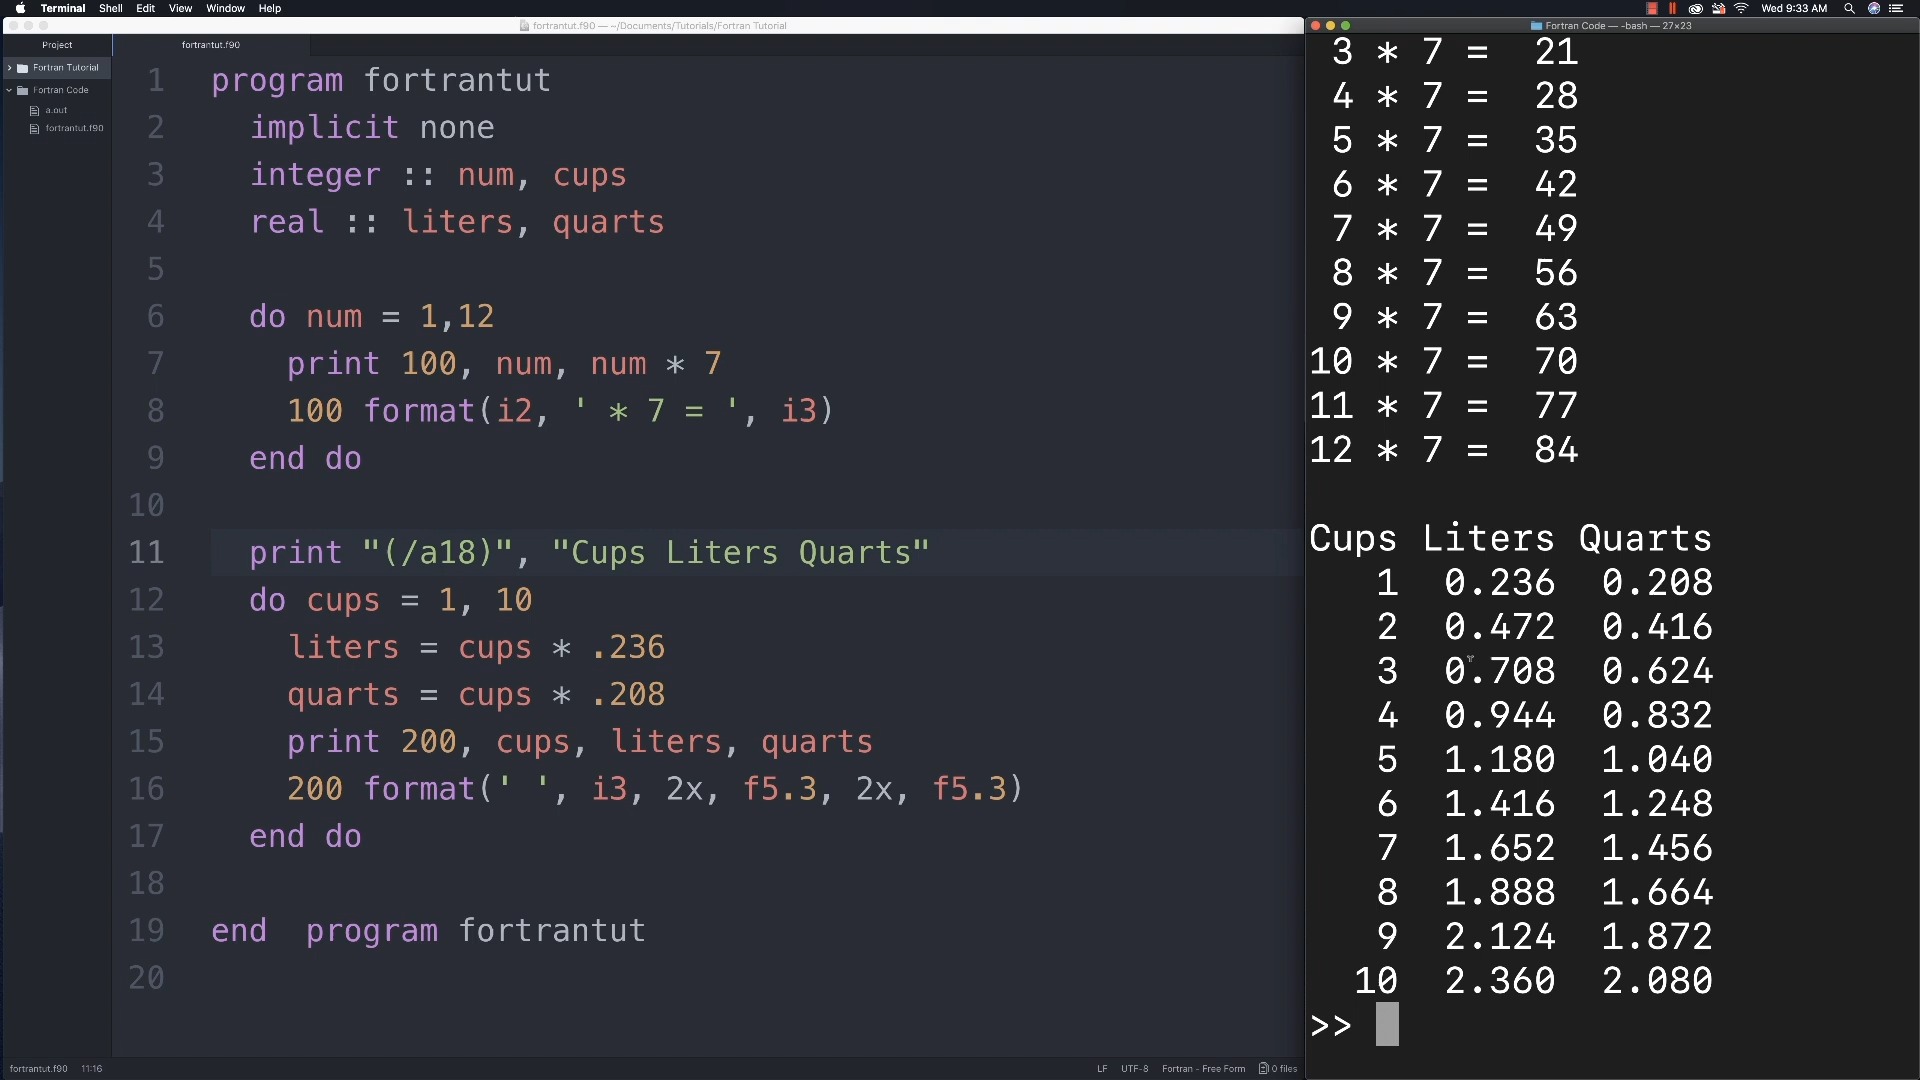 Terminal Shell Edit View Window Help
Wed 9:33 AM
fortrantut.f90 — ~/Documents/Tutorials/Fortran Tutorial
Project
Fortran Tutorial
Fortran Code
a.out
fortrantut.f90
fortrantut.f90
1 program fortrantut
2 implicit none
3 integer :: num, cups
4 real :: liters, quarts
5
6 do num = 1,12
7 print 100, num, num * 7
8 100 format(i2, ' * 7 = ', i3)
9 end do
10
11 print "(/a18)", "Cups Liters Quarts"
12 do cups = 1, 10
13 liters = cups * .236
14 quarts = cups * .208
15 print 200, cups, liters, quarts
16 200 format(' ', i3, 2x, f5.3, 2x, f5.3)
17 end do
18
19 end  program fortrantut
20
fortrantut.f90 11:16
LF UTF-8 Fortran - Free Form 0 files
Fortran Code — -bash — 27×23
3 * 7 =  21
4 * 7 =  28
5 * 7 =  35
6 * 7 =  42
7 * 7 =  49
8 * 7 =  56
9 * 7 =  63
10 * 7 =  70
11 * 7 =  77
12 * 7 =  84
Cups Liters Quarts
1 0.236 0.208
2 0.472 0.416
3 0.708 0.624
4 0.944 0.832
5 1.180 1.040
6 1.416 1.248
7 1.652 1.456
8 1.888 1.664
9 2.124 1.872
10 2.360 2.080
>>